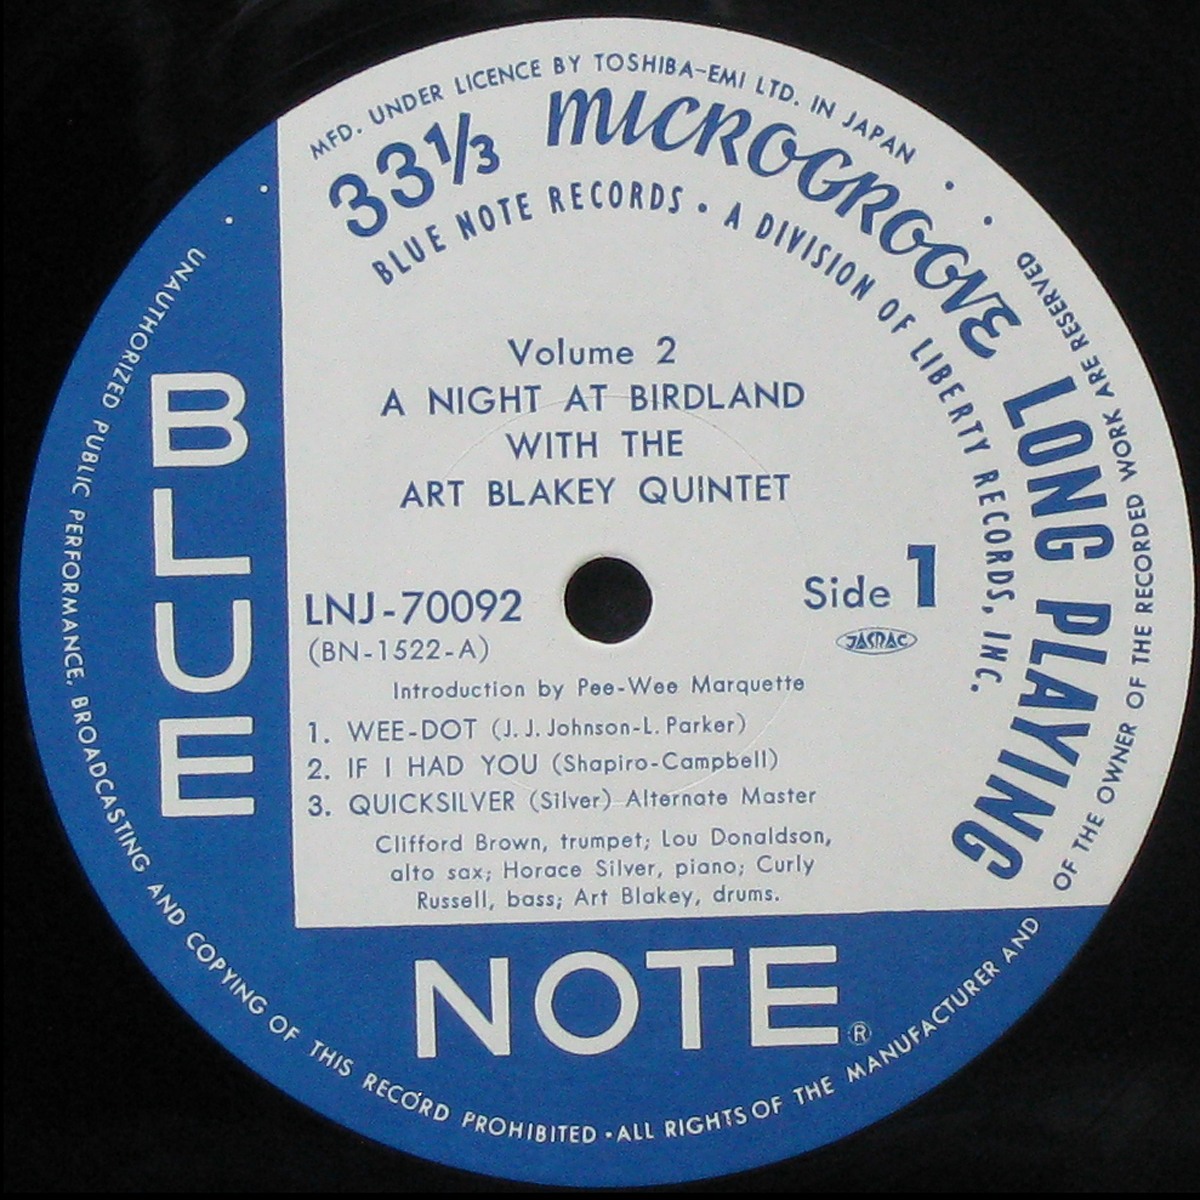 MFD. UNDER LICENCE BY TOSHIBA-EMI LTD. IN JAPAN
33⅓ MICROGROOVE LONG PLAYING
BLUE NOTE RECORDS • A DIVISION OF LIBERTY RECORDS, INC.
Volume 2
A NIGHT AT BIRDLAND
WITH THE
ART BLAKEY QUINTET
LNJ-70092
(BN-1522-A)
Side 1
JASRAC
Introduction by Pee-Wee Marquette
1. WEE-DOT (J. J. Johnson-L. Parker)
2. IF I HAD YOU (Shapiro-Campbell)
3. QUICKSILVER (Silver) Alternate Master
Clifford Brown, trumpet; Lou Donaldson,
alto sax; Horace Silver, piano; Curly
Russell, bass; Art Blakey, drums.
BLUE
NOTE®
UNAUTHORIZED PUBLIC PERFORMANCE, BROADCASTING AND COPYING OF THIS RECORD PROHIBITED • ALL RIGHTS OF THE MANUFACTURER AND OF THE OWNER OF THE RECORDED WORK ARE RESERVED